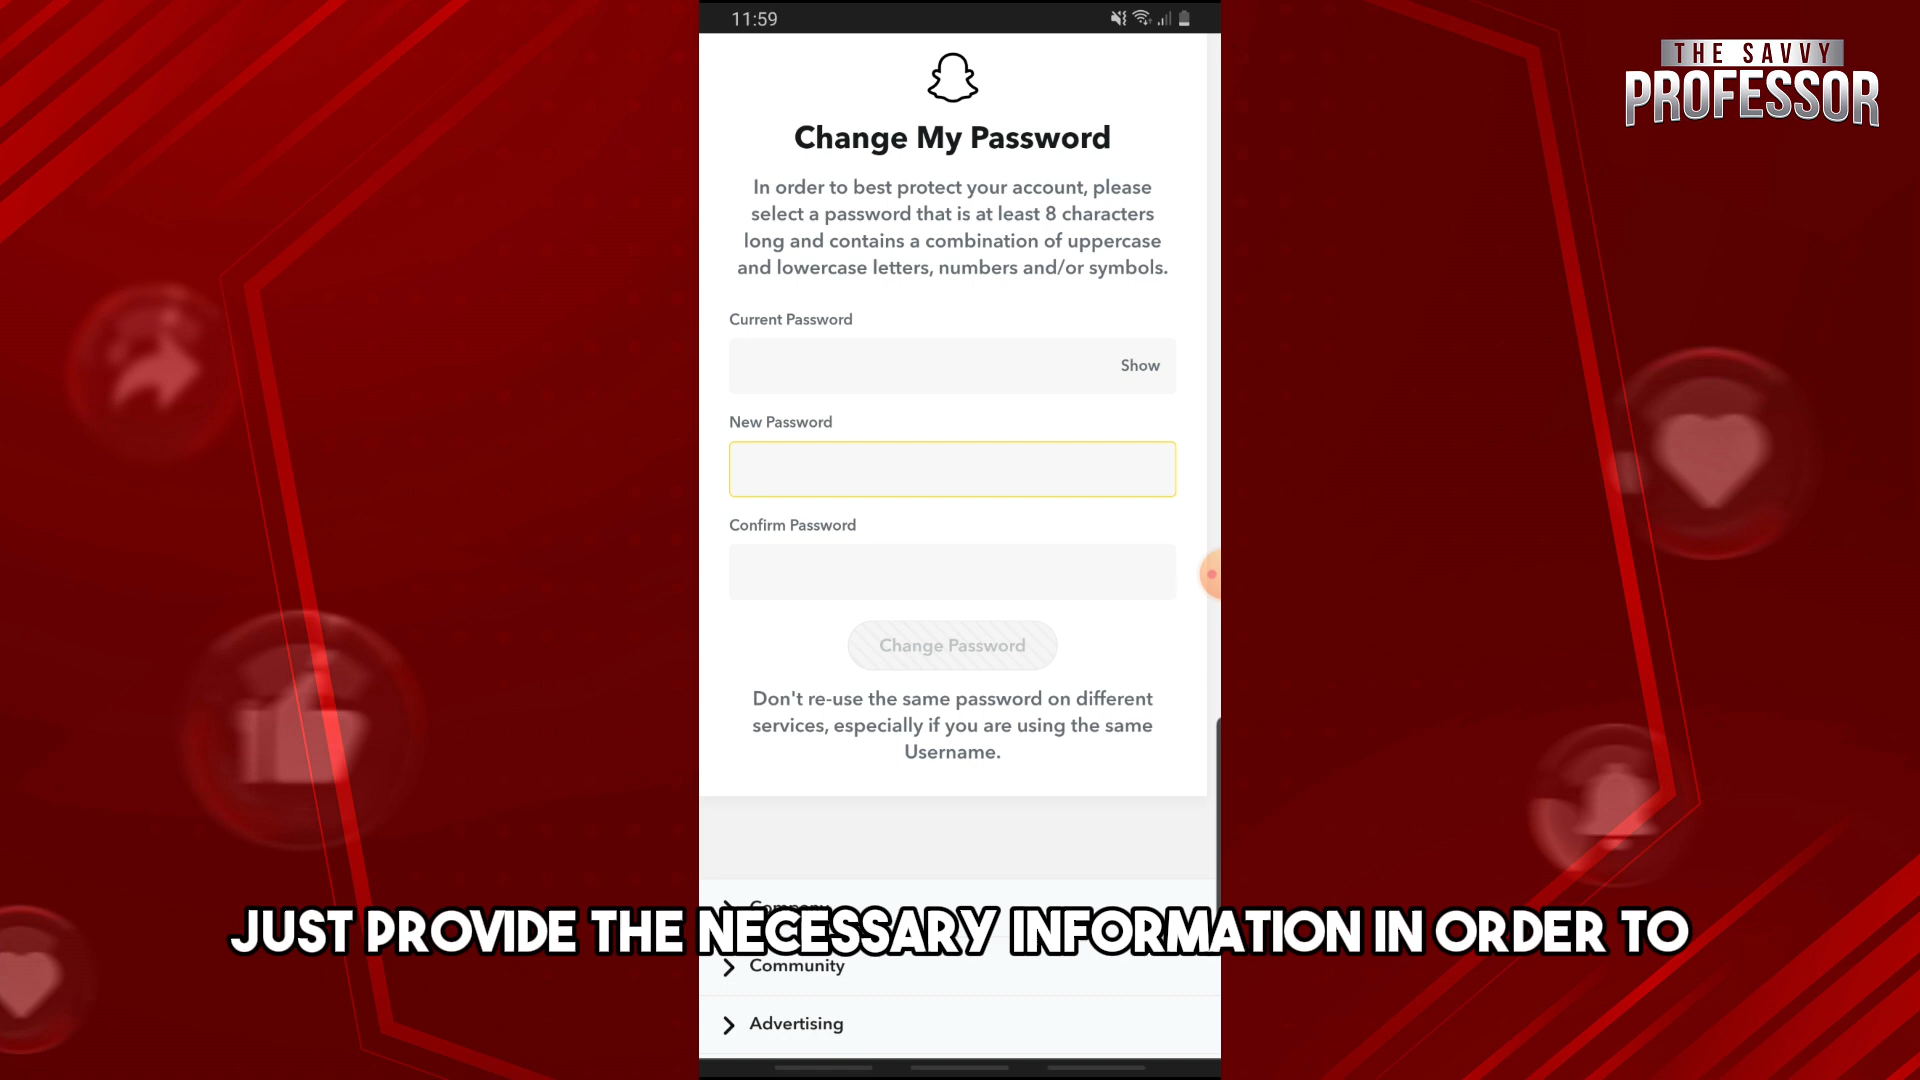 11:59
THE SAVVY
PROFESSOR
Change My Password
In order to best protect your account, please
select a password that is at least 8 characters
long and contains a combination of uppercase
and lowercase letters, numbers and/or symbols.
Current Password
Show
New Password
Confirm Password
Change Password
Don't re-use the same password on different
services, especially if you are using the same
Username.
Company
JUST PROVIDE THE NECESSARY INFORMATION IN ORDER TO
Community
Advertising